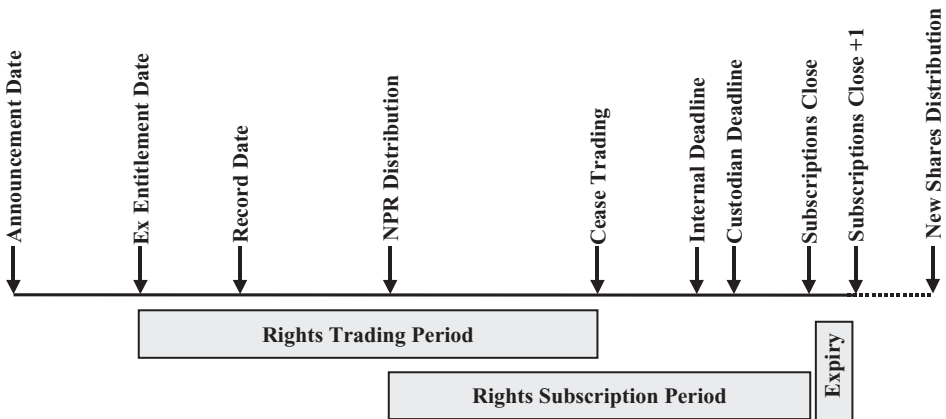 Announcement Date
Ex Entitlement Date
Record Date
NPR Distribution
Cease Trading
Internal Deadline
Custodian Deadline
Subscriptions Close
Subscriptions Close +1
New Shares Distribution
Rights Trading Period
Rights Subscription Period
Expiry